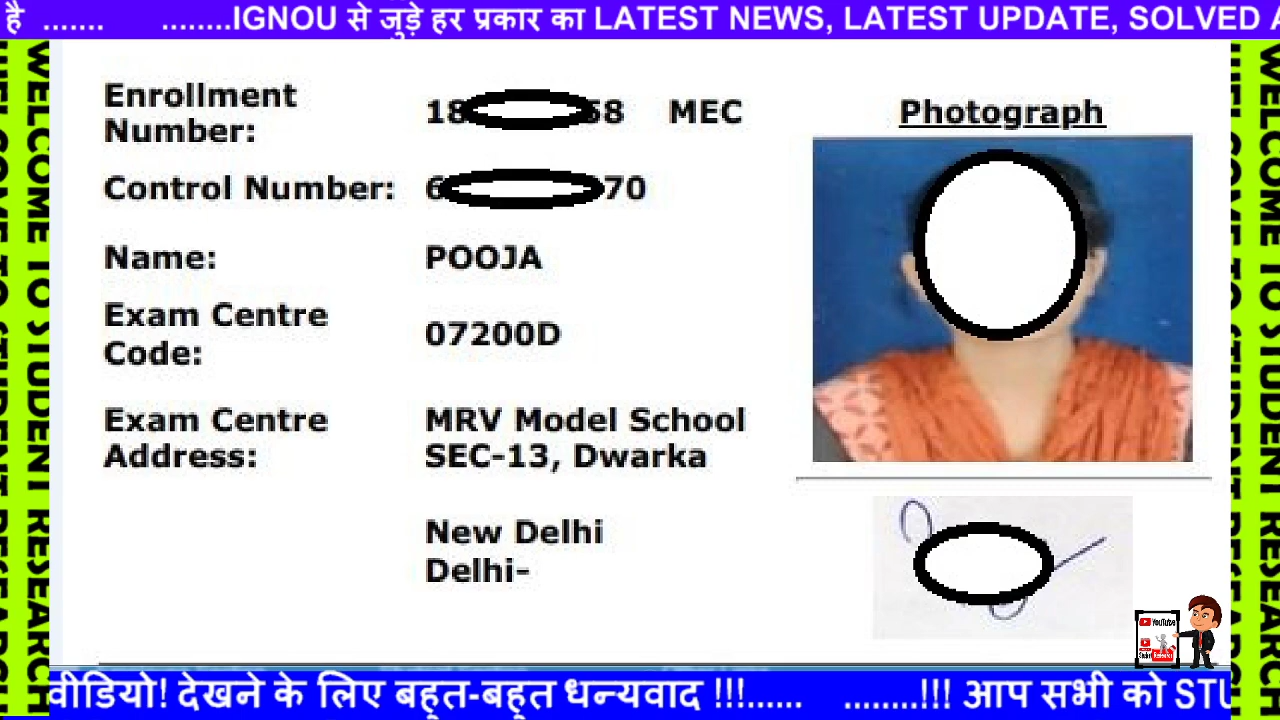 है ....... ........IGNOU से जुड़े हर प्रकार का LATEST NEWS, LATEST UPDATE, SOLVED
Enrollment
Number:
18 68 MEC
Control Number: 6 70
Name: POOJA
Exam Centre
Code:
07200D
Exam Centre
Address:
MRV Model School
SEC-13, Dwarka
New Delhi
Delhi-
Photograph
WELCOME TO STUDENT RESEARCH
WELCOME TO STUDENT RESEARCH
YouTube
वीडियो! देखने के लिए बहुत-बहुत धन्यवाद !!!...... ........!!! आप सभी को STU